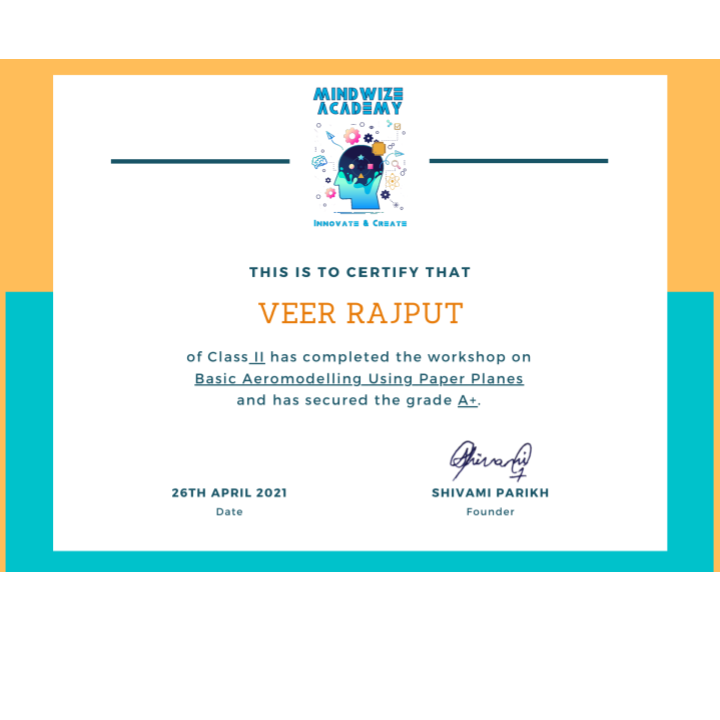 MINDWIZE
ACADEMY
INNOVATE & CREATE
THIS IS TO CERTIFY THAT
VEER RAJPUT
of Class II has completed the workshop on
Basic Aeromodelling Using Paper Planes
and has secured the grade A+.
Shivami
26TH APRIL 2021
SHIVAMI PARIKH
Date
Founder